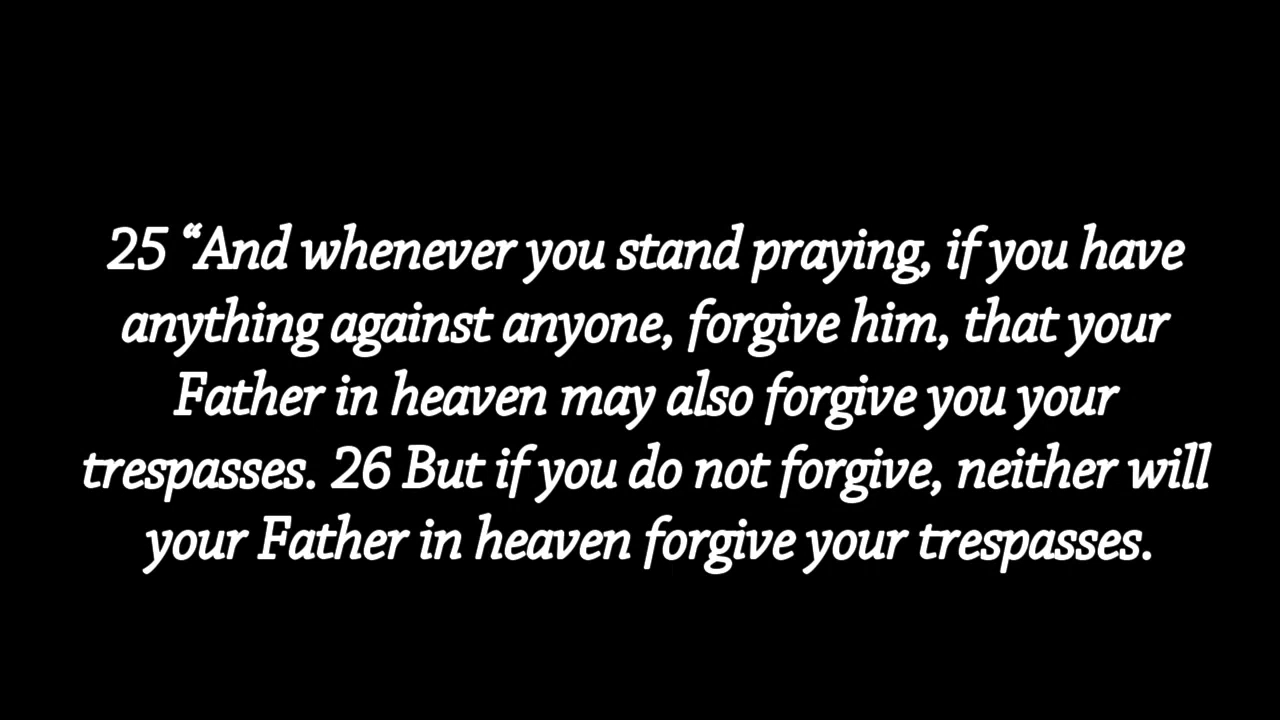 25 “And whenever you stand praying, if you have
anything against anyone, forgive him, that your
Father in heaven may also forgive you your
trespasses. 26 But if you do not forgive, neither will
your Father in heaven forgive your trespasses.